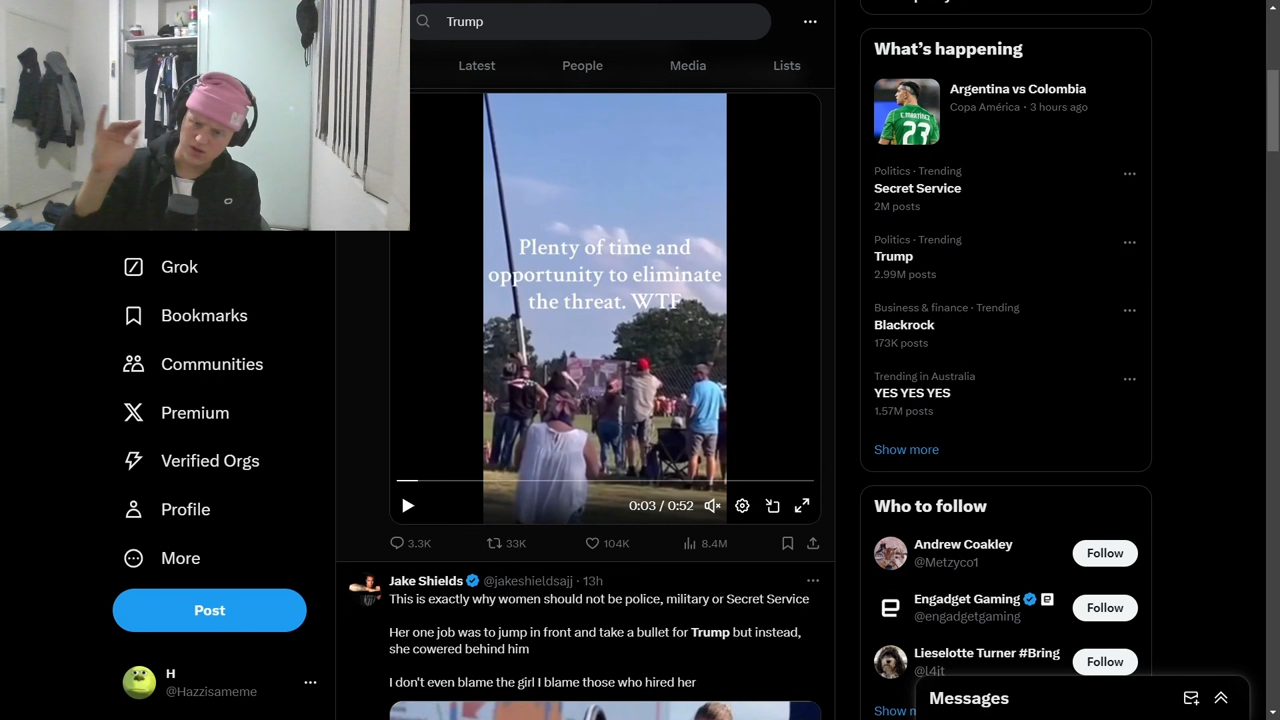 Trump
Latest
People
Media
Lists
Plenty of time and
opportunity to eliminate
the threat. WTF
0:03 / 0:52
3.3K
33K
104K
8.4M
Jake Shields @jakeshieldsajj · 13h
This is exactly why women should not be police, military or Secret Service
Her one job was to jump in front and take a bullet for Trump but instead,
she cowered behind him
I don't even blame the girl I blame those who hired her
Grok
Bookmarks
Communities
Premium
Verified Orgs
Profile
More
Post
H
@Hazzisameme
What's happening
Argentina vs Colombia
Copa América · 3 hours ago
E.MARTINEZ
23
Politics · Trending
Secret Service
2M posts
Politics · Trending
Trump
2.99M posts
Business & finance · Trending
Blackrock
173K posts
Trending in Australia
YES YES YES
1.57M posts
Show more
Who to follow
Andrew Coakley
@Metzyco1
Follow
Engadget Gaming
@engadgetgaming
Follow
Lieselotte Turner #Bring
@l4it
Follow
Show
Messages